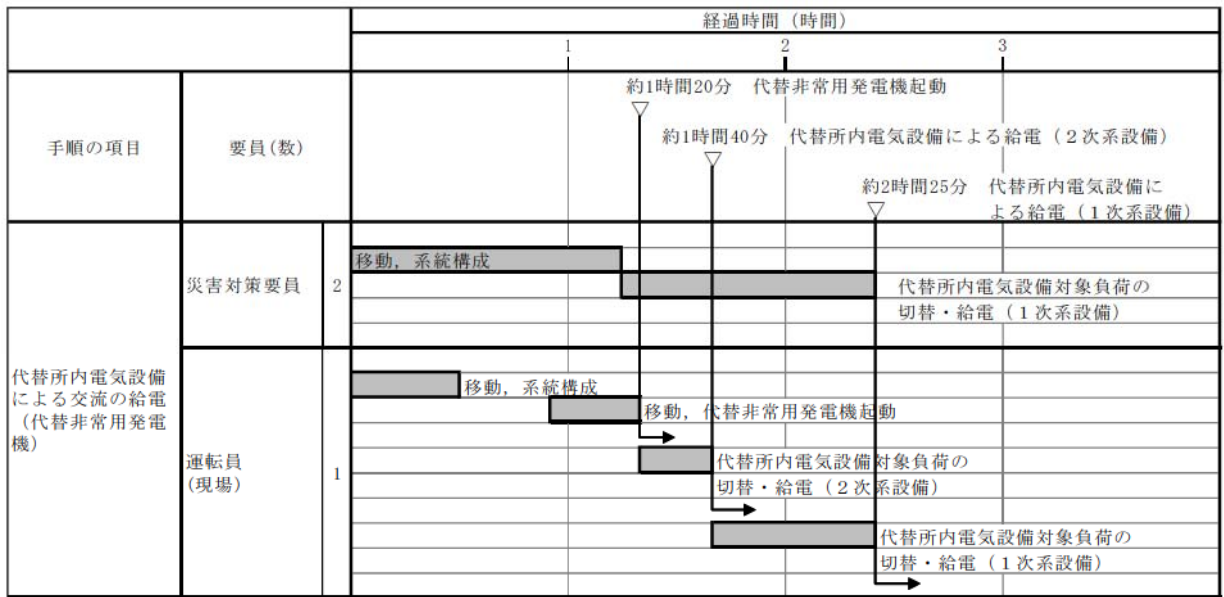 経過時間（時間）
1
2
3
手順の項目
要員(数)
約1時間20分　代替非常用発電機起動
約1時間40分　代替所内電気設備による給電（２次系設備）
約2時間25分　代替所内電気設備に
よる給電（１次系設備）
代替所内電気設備
による交流の給電
（代替非常用発電
機）
災害対策要員
2
移動，系統構成
代替所内電気設備対象負荷の
切替・給電（１次系設備）
運転員
(現場)
1
移動，系統構成
移動，代替非常用発電機起動
代替所内電気設備対象負荷の
切替・給電（２次系設備）
代替所内電気設備対象負荷の
切替・給電（１次系設備）